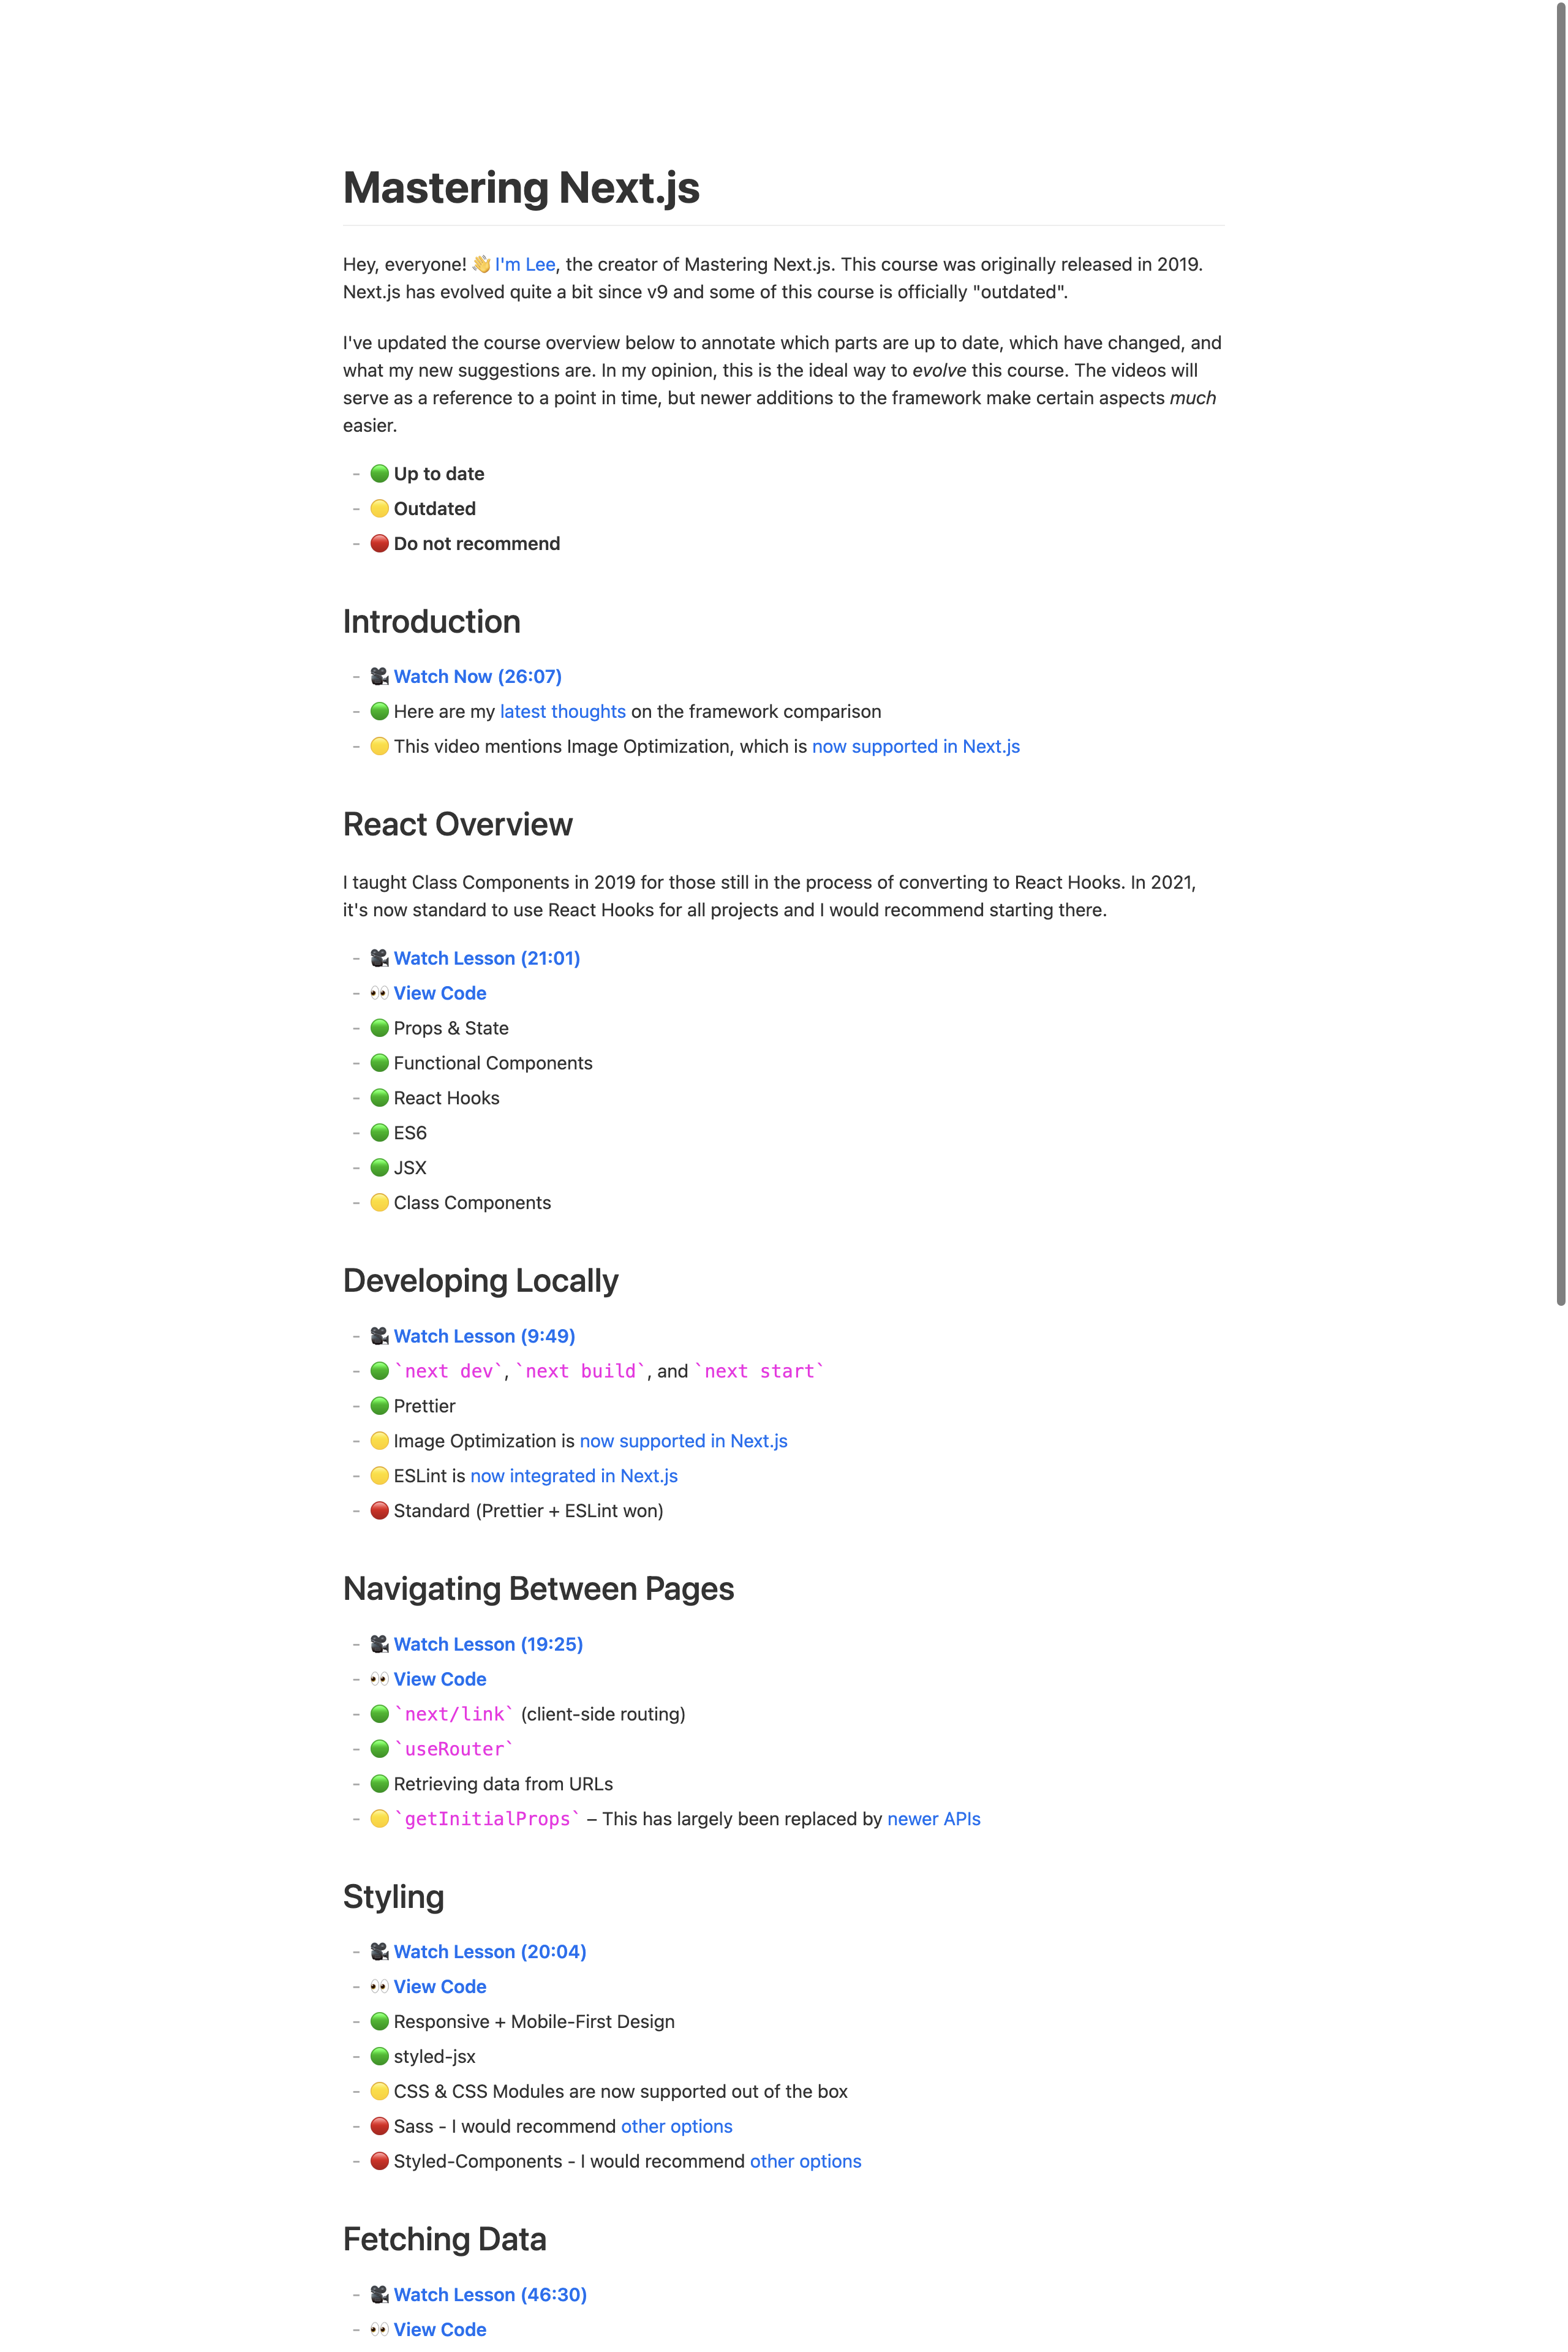 Mastering Next.js
Hey, everyone! 👋 I'm Lee, the creator of Mastering Next.js. This course was originally released in 2019.
Next.js has evolved quite a bit since v9 and some of this course is officially "outdated".
I've updated the course overview below to annotate which parts are up to date, which have changed, and
what my new suggestions are. In my opinion, this is the ideal way to evolve this course. The videos will
serve as a reference to a point in time, but newer additions to the framework make certain aspects much
easier.
- 🟢 Up to date
- 🟡 Outdated
- 🔴 Do not recommend
Introduction
- 🎥 Watch Now (26:07)
- 🟢 Here are my latest thoughts on the framework comparison
- 🟡 This video mentions Image Optimization, which is now supported in Next.js
React Overview
I taught Class Components in 2019 for those still in the process of converting to React Hooks. In 2021,
it's now standard to use React Hooks for all projects and I would recommend starting there.
- 🎥 Watch Lesson (21:01)
- 👀 View Code
- 🟢 Props & State
- 🟢 Functional Components
- 🟢 React Hooks
- 🟢 ES6
- 🟢 JSX
- 🟡 Class Components
Developing Locally
- 🎥 Watch Lesson (9:49)
- 🟢 `next dev`, `next build`, and `next start`
- 🟢 Prettier
- 🟡 Image Optimization is now supported in Next.js
- 🟡 ESLint is now integrated in Next.js
- 🔴 Standard (Prettier + ESLint won)
Navigating Between Pages
- 🎥 Watch Lesson (19:25)
- 👀 View Code
- 🟢 `next/link` (client-side routing)
- 🟢 `useRouter`
- 🟢 Retrieving data from URLs
- 🟡 `getInitialProps` – This has largely been replaced by newer APIs
Styling
- 🎥 Watch Lesson (20:04)
- 👀 View Code
- 🟢 Responsive + Mobile-First Design
- 🟢 styled-jsx
- 🟡 CSS & CSS Modules are now supported out of the box
- 🔴 Sass - I would recommend other options
- 🔴 Styled-Components - I would recommend other options
Fetching Data
- 🎥 Watch Lesson (46:30)
- 👀 View Code